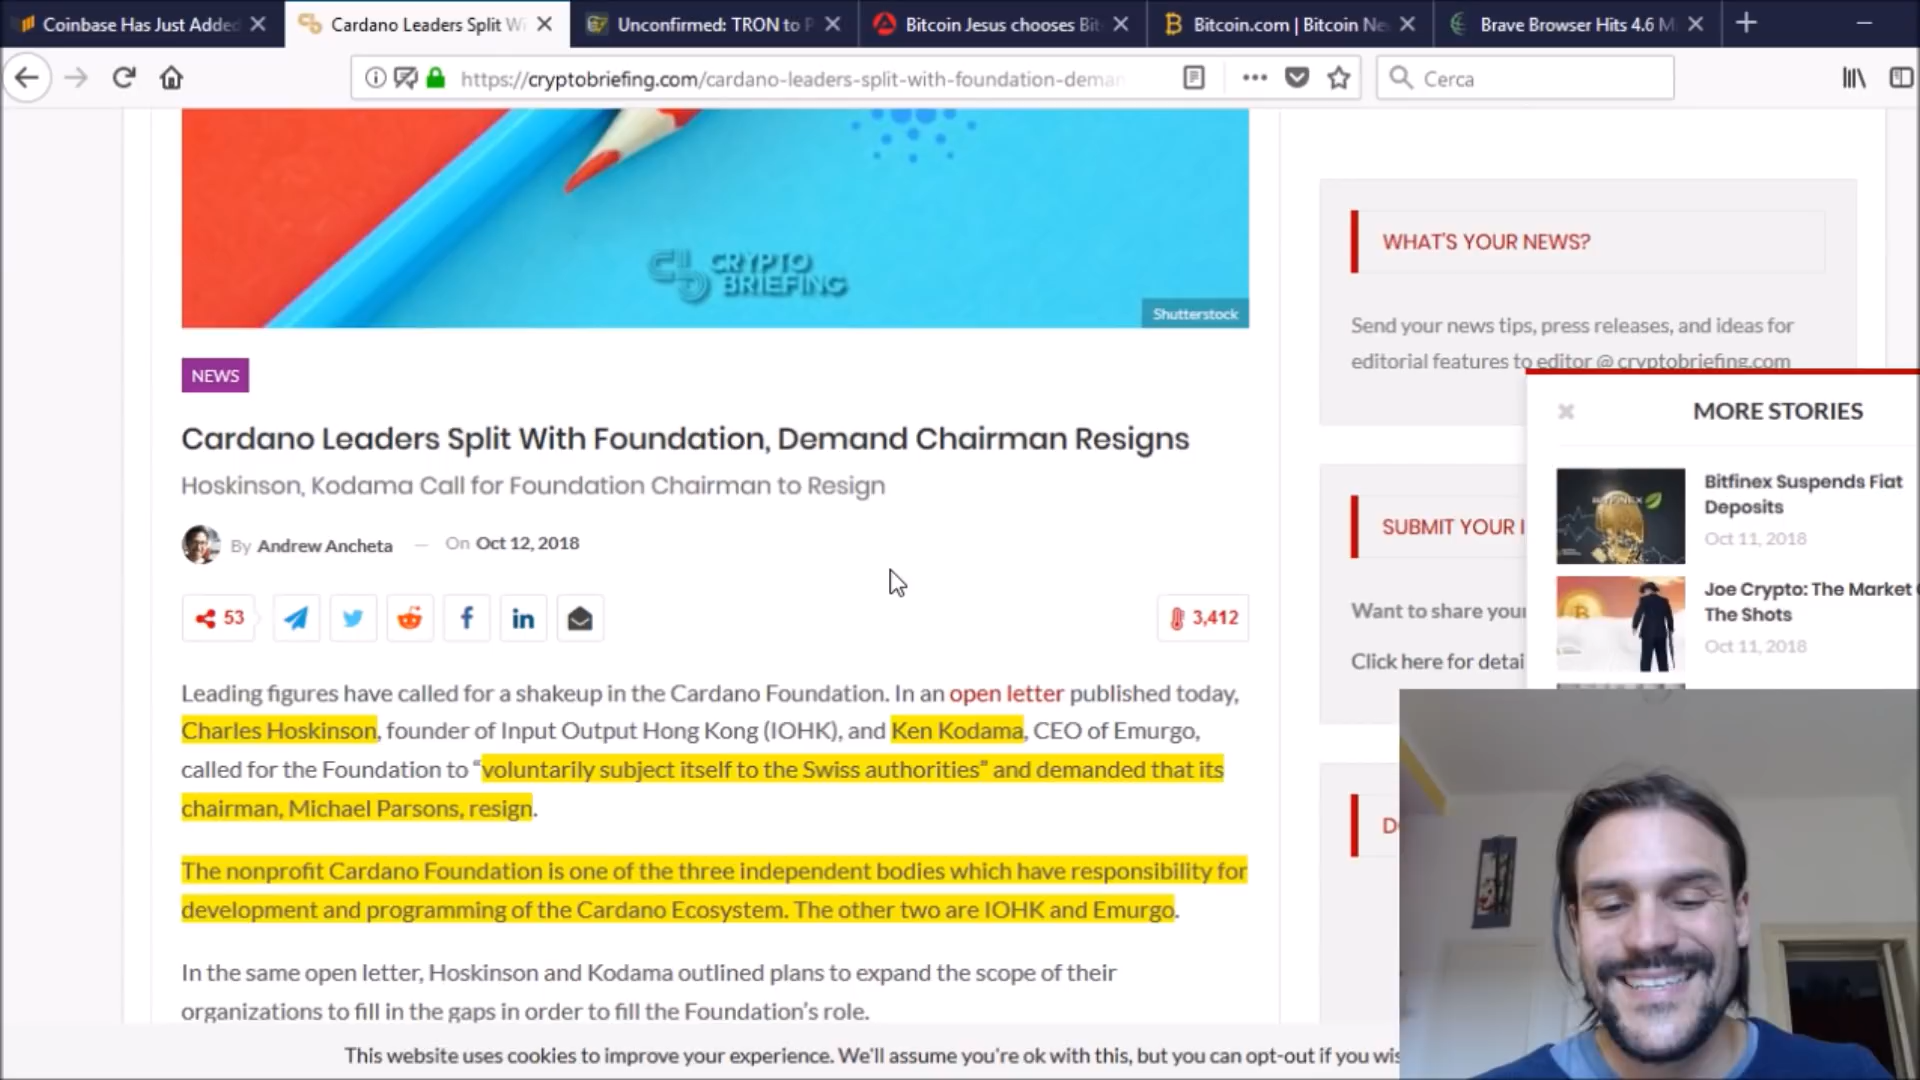 Coinbase Has Just Added
Cardano Leaders Split Wi
Unconfirmed: TRON to P
Bitcoin Jesus chooses Bit
Bitcoin.com | Bitcoin Ne
Brave Browser Hits 4.6 M
https://cryptobriefing.com/cardano-leaders-split-with-foundation-deman
Cerca
CRYPTO
BRIEFING
Shutterstock
NEWS
Cardano Leaders Split With Foundation, Demand Chairman Resigns
Hoskinson, Kodama Call for Foundation Chairman to Resign
By Andrew Ancheta — On Oct 12, 2018
53
3,412
Leading figures have called for a shakeup in the Cardano Foundation. In an open letter published today,
Charles Hoskinson, founder of Input Output Hong Kong (IOHK), and Ken Kodama, CEO of Emurgo,
called for the Foundation to “voluntarily subject itself to the Swiss authorities” and demanded that its
chairman, Michael Parsons, resign.
The nonprofit Cardano Foundation is one of the three independent bodies which have responsibility for
development and programming of the Cardano Ecosystem. The other two are IOHK and Emurgo.
In the same open letter, Hoskinson and Kodama outlined plans to expand the scope of their
organizations to fill in the gaps in order to fill the Foundation's role.
WHAT'S YOUR NEWS?
Send your news tips, press releases, and ideas for
editorial features to editor @ cryptobriefing.com
SUBMIT YOUR I
Want to share your
Click here for detai
MORE STORIES
Bitfinex Suspends Fiat
Deposits
Oct 11, 2018
Joe Crypto: The Market
The Shots
Oct 11, 2018
This website uses cookies to improve your experience. We'll assume you're ok with this, but you can opt-out if you wis